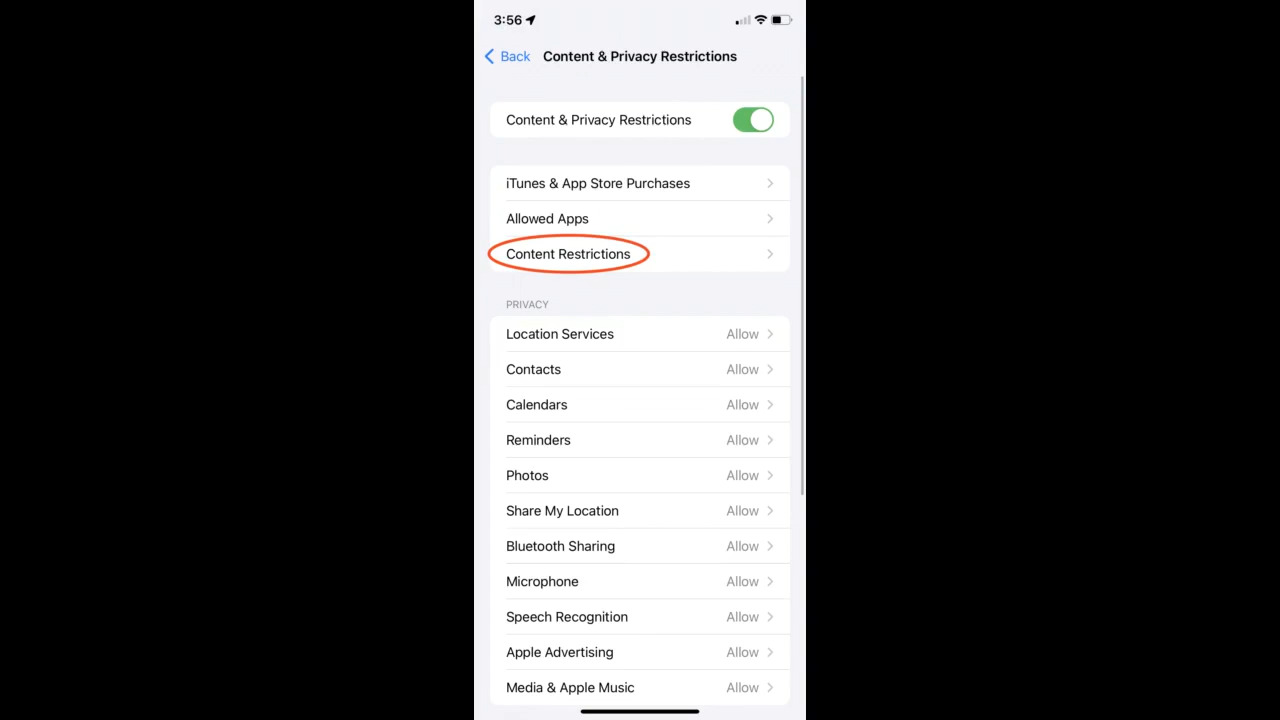 3:56
Back Content & Privacy Restrictions
Content & Privacy Restrictions
iTunes & App Store Purchases
Allowed Apps
Content Restrictions
PRIVACY
Location Services Allow
Contacts Allow
Calendars Allow
Reminders Allow
Photos Allow
Share My Location Allow
Bluetooth Sharing Allow
Microphone Allow
Speech Recognition Allow
Apple Advertising Allow
Media & Apple Music Allow